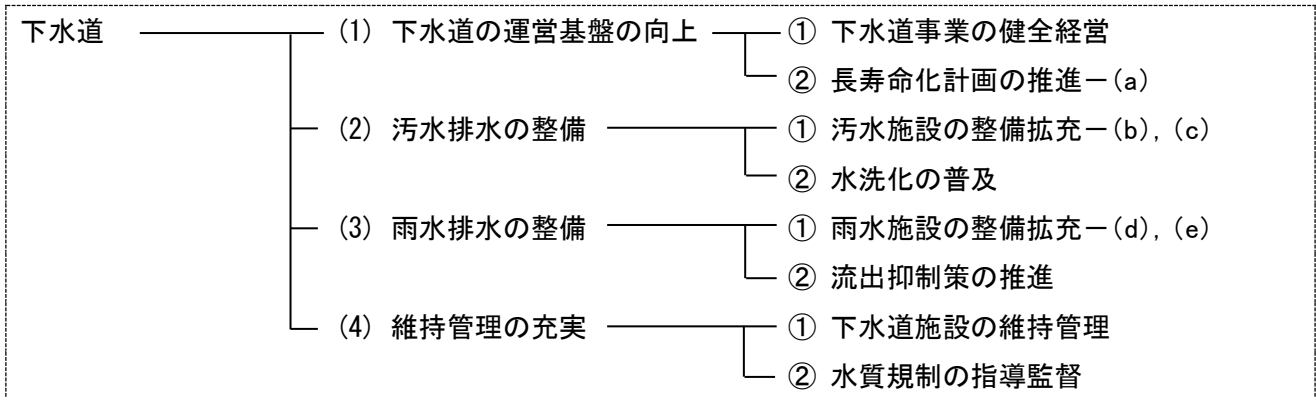 下水道 (1) 下水道の運営基盤の向上 ① 下水道事業の健全経営
② 長寿命化計画の推進－(a)
(2) 汚水排水の整備 ① 汚水施設の整備拡充－(b), (c)
② 水洗化の普及
(3) 雨水排水の整備 ① 雨水施設の整備拡充－(d), (e)
② 流出抑制策の推進
(4) 維持管理の充実 ① 下水道施設の維持管理
② 水質規制の指導監督